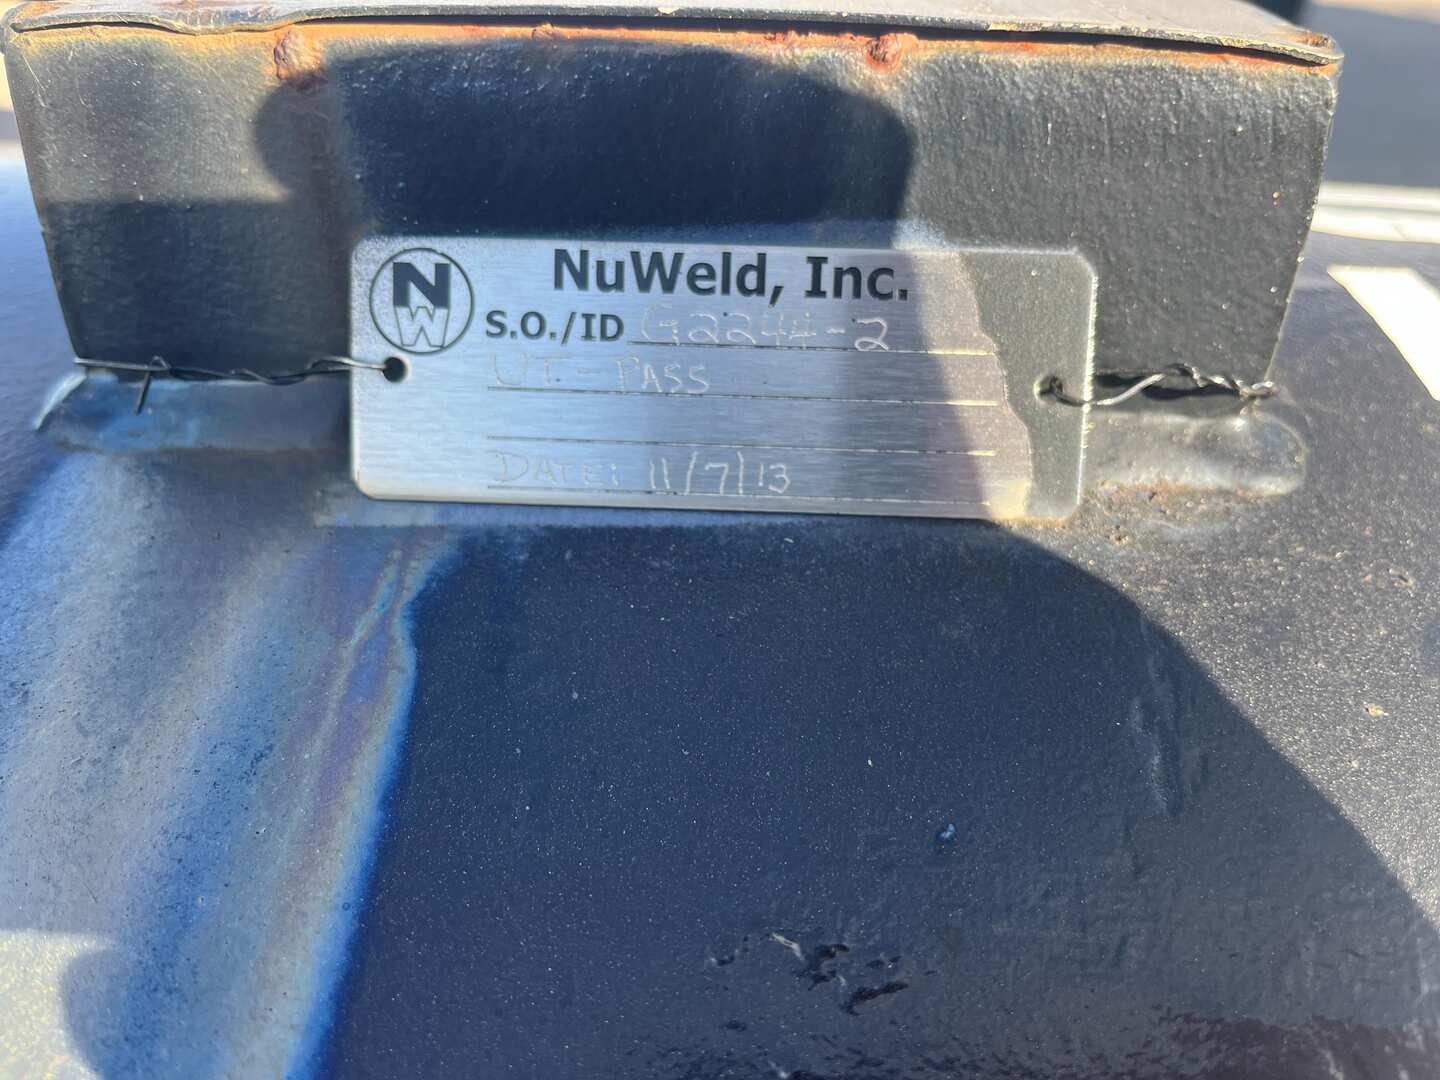 NuWeld, Inc.
NW
S.O./ID G2244-2
UT-PASS
DATE: 11/7/13